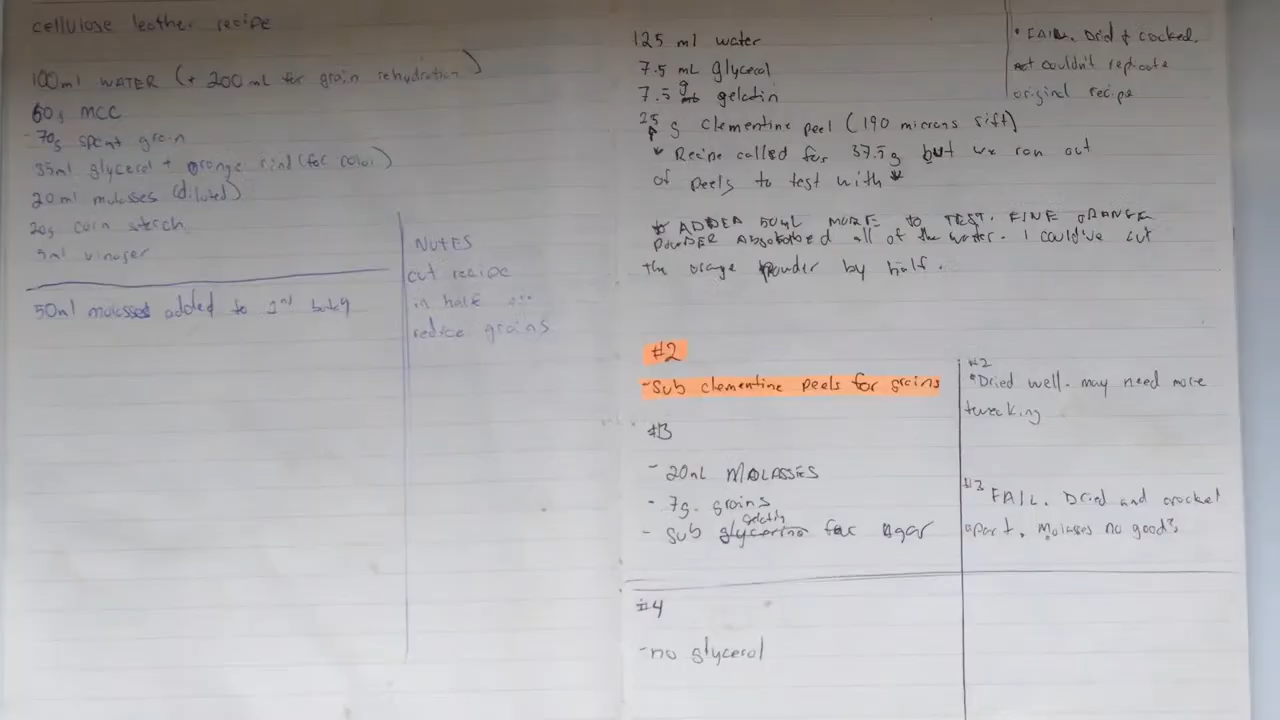 cellulose leather recipe
100ml WATER (+ 200mL for grain rehydration)
60g MCC
-70g spent grain
35ml glycerol + orange rind (for color)
20ml molasses (diluted)
20g corn starch
5ml vinager
50ml molasses added to 1st batch
NOTES
cut recipe
in half
reduce grains
125 ml water
7.5 mL glycerol
7.5 g gelatin
25 g clementine peel (190 microns sift)
* Recipe called for 37.5g but we ran out
of peels to test with *
* ADDED 50ML MORE to TEST. FINE ORANGE
POWDER ABSORBED all of the water. I could've cut
the orange powder by half.
• FAIL. Dried & cracked.
couldn't replicate
original recipe
#2
-Sub clementine peels for grains
#2
•Dried well. may need more
twecking
#3
- 20mL MOLASSES
- 7g. grains
gelatin
- sub glycerine for Agar
FAIL. Dried and cracked
apart. Molasses no good?
#4
-no glycerol